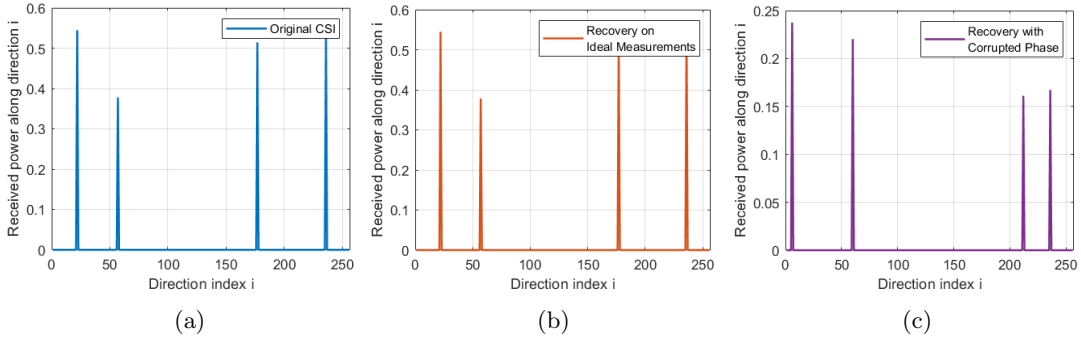 Received power along direction i
0.6
0.5
0.4
0.3
0.2
0.1
0
0 50 100 150 200 250
Direction index i
Original CSI
(a)
Received power along direction i
0.6
0.5
0.4
0.3
0.2
0.1
0
0 50 100 150 200 250
Direction index i
Recovery on
Ideal Measurements
(b)
Received power along direction i
0.25
0.2
0.15
0.1
0.05
0
0 50 100 150 200 250
Direction index i
Recovery with
Corrupted Phase
(c)